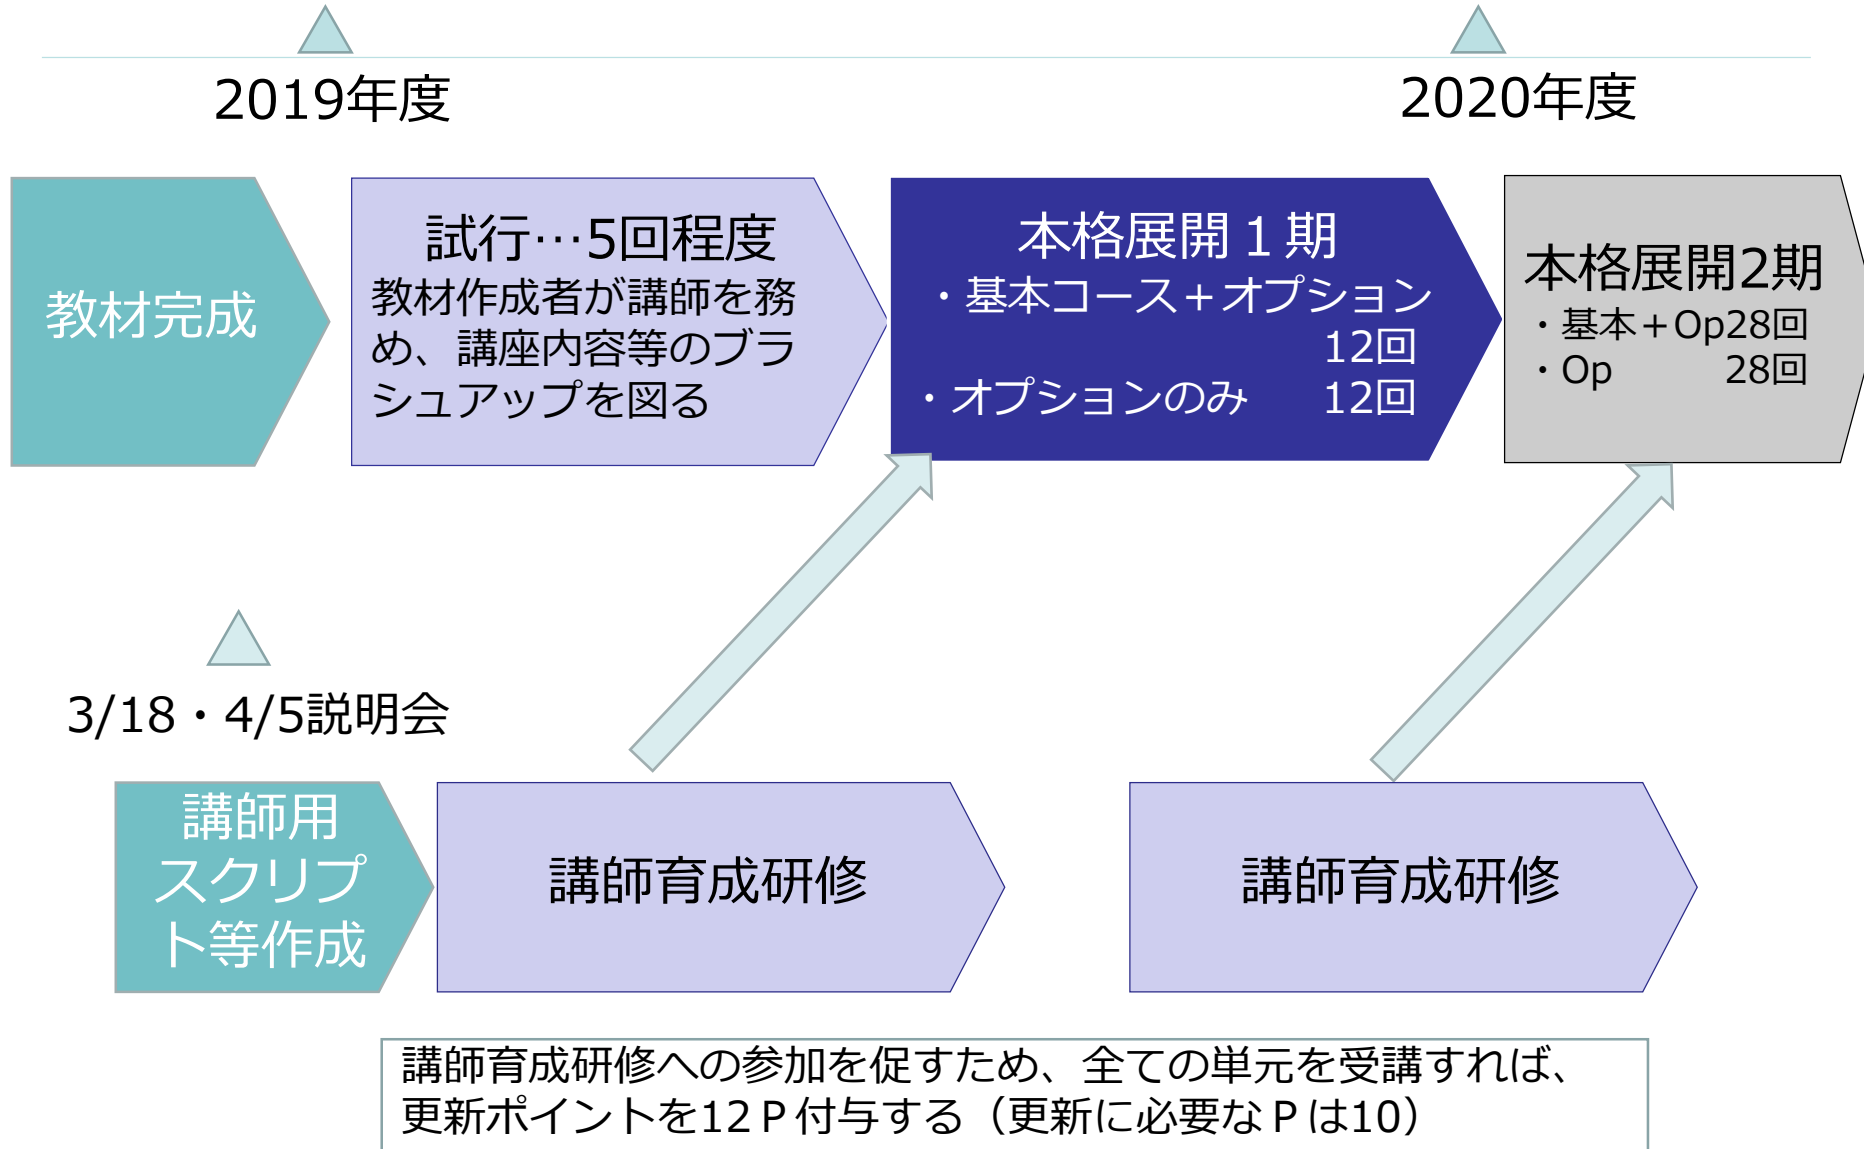 2019年度
2020年度
教材完成
試行…5回程度
教材作成者が講師を務
め、講座内容等のブラ
シュアップを図る
本格展開１期
・基本コース＋オプション
12回
・オプションのみ　12回
本格展開2期
・基本＋Op28回
・Op　　28回
3/18・4/5説明会
講師用
スクリプ
ト等作成
講師育成研修
講師育成研修
講師育成研修への参加を促すため、全ての単元を受講すれば、
更新ポイントを12Ｐ付与する（更新に必要なＰは10）